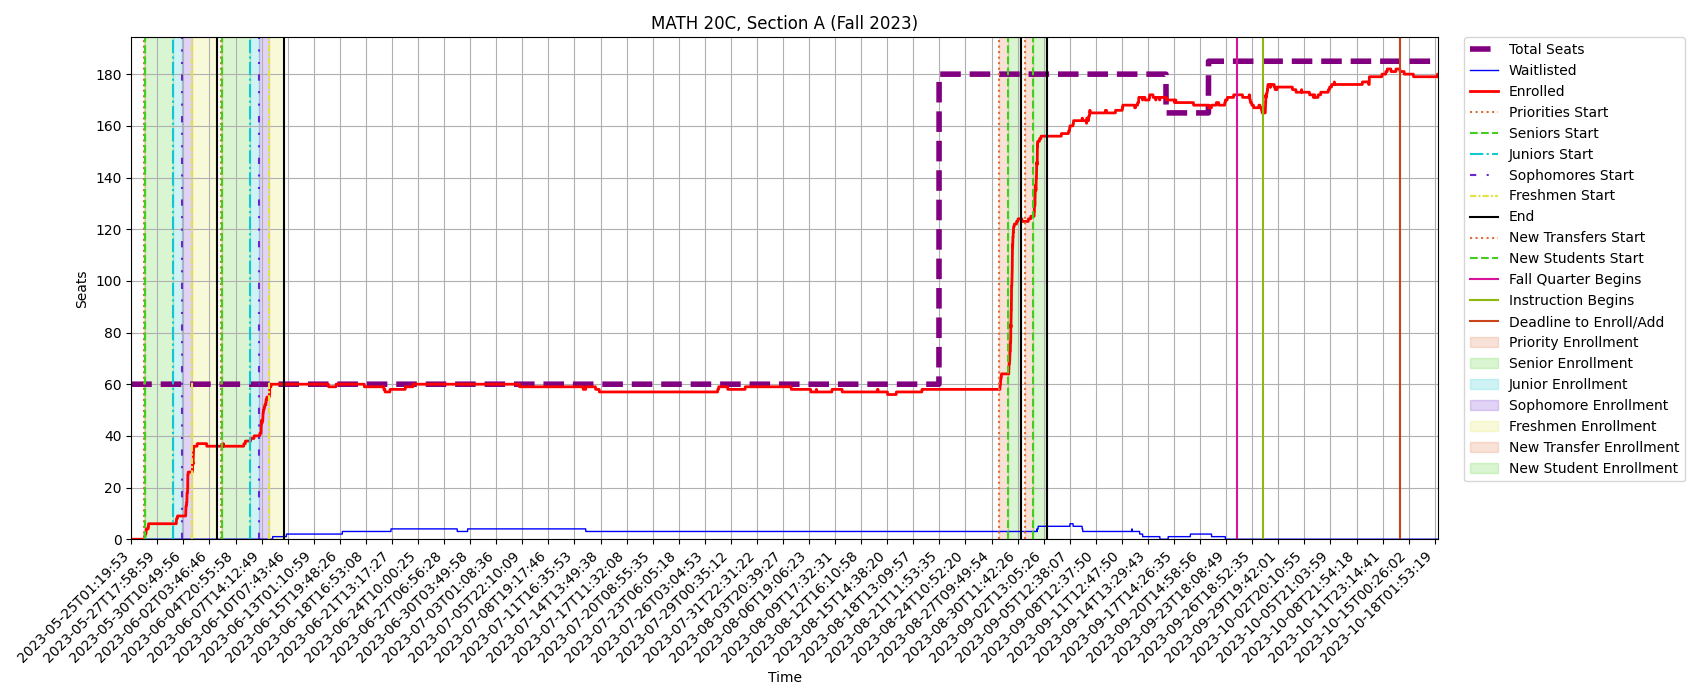 MATH 20C, Section A (Fall 2023)
Seats
180
160
140
120
100
80
60
40
20
0
2023-05-25T01:19:53
2023-05-27T17:58:59
2023-05-30T10:49:56
2023-06-02T03:46:46
2023-06-04T20:55:58
2023-06-07T14:12:49
2023-06-10T07:43:46
2023-06-13T01:10:59
2023-06-15T19:48:26
2023-06-18T16:53:08
2023-06-21T13:17:27
2023-06-24T10:00:25
2023-06-27T06:56:28
2023-06-30T03:49:58
2023-07-03T01:08:36
2023-07-05T22:10:09
2023-07-08T19:17:46
2023-07-11T16:35:53
2023-07-14T13:49:38
2023-07-17T11:32:08
2023-07-20T08:55:35
2023-07-23T06:05:18
2023-07-26T03:04:53
2023-07-29T00:35:12
2023-07-31T22:31:22
2023-08-03T20:39:27
2023-08-06T19:06:23
2023-08-09T17:32:31
2023-08-12T16:10:58
2023-08-15T14:38:20
2023-08-18T13:09:57
2023-08-21T11:53:35
2023-08-24T10:52:20
2023-08-27T09:49:54
2023-08-30T11:42:26
2023-09-02T13:05:26
2023-09-05T12:38:07
2023-09-08T12:37:50
2023-09-11T12:47:50
2023-09-14T13:29:43
2023-09-17T14:26:35
2023-09-20T14:58:56
2023-09-23T18:08:49
2023-09-26T18:52:35
2023-09-29T19:42:01
2023-10-02T20:10:55
2023-10-05T21:03:59
2023-10-08T21:54:18
2023-10-11T23:14:41
2023-10-15T00:26:02
2023-10-18T01:53:19
Time
Total Seats
Waitlisted
Enrolled
Priorities Start
Seniors Start
Juniors Start
Sophomores Start
Freshmen Start
End
New Transfers Start
New Students Start
Fall Quarter Begins
Instruction Begins
Deadline to Enroll/Add
Priority Enrollment
Senior Enrollment
Junior Enrollment
Sophomore Enrollment
Freshmen Enrollment
New Transfer Enrollment
New Student Enrollment